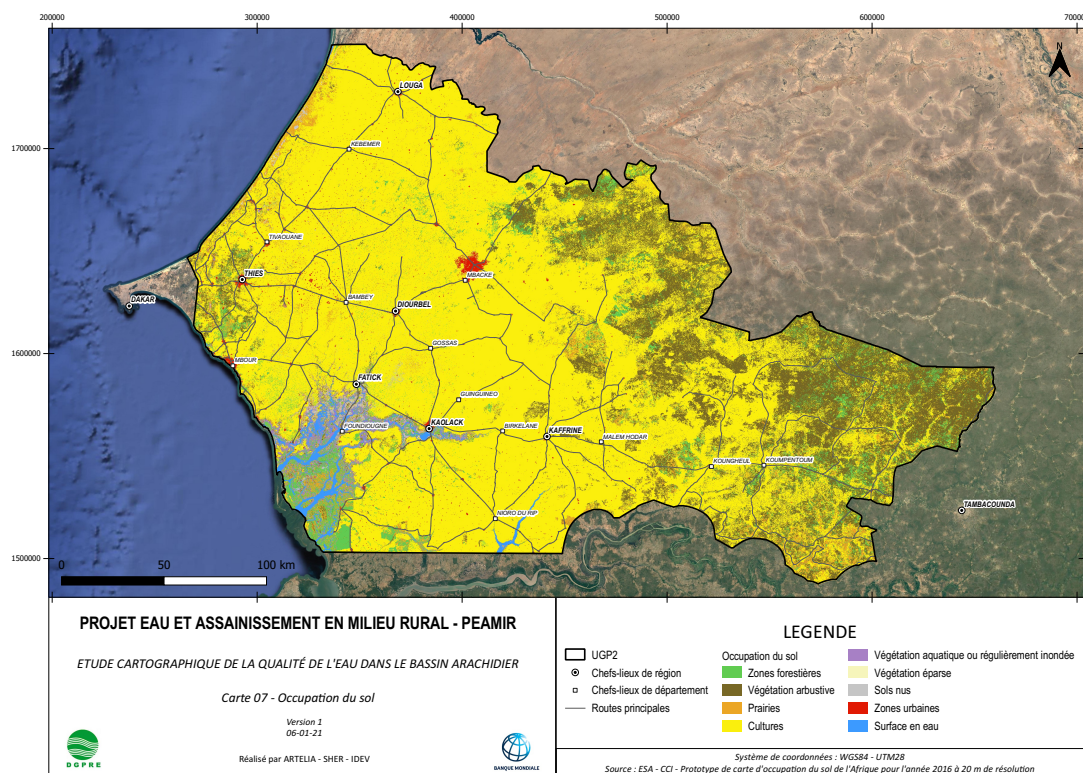 200000 300000 400000 500000 600000 700000
N
LOUGA
1700000 1700000
KEBEMER
TIVAOUANE
THIES
MBACKE
DAKAR
BAMBEY
DIOURBEL
GOSSAS
1600000 1600000
MBOUR
FATICK
GUINGUINEO
FOUNDIOUGNE
KAOLACK
BIRKELANE
KAFFRINE
MALEM HODAR
KOUNGHEUL
KOUMPENTOUM
TAMBACOUNDA
NIORO DU RIP
1500000 1500000
0 50 100 km
PROJET EAU ET ASSAINISSEMENT EN MILIEU RURAL - PEAMIR
ETUDE CARTOGRAPHIQUE DE LA QUALITÉ DE L'EAU DANS LE BASSIN ARACHIDIER
Carte 07 - Occupation du sol
Version 1
06-01-21
Réalisé par ARTELIA - SHER - IDEV
DGPRE
BANQUE MONDIALE
LEGENDE
UGP2
Chefs-lieux de région
Chefs-lieux de département
Routes principales
Occupation du sol
Zones forestières
Végétation arbustive
Prairies
Cultures
Végétation aquatique ou régulièrement inondée
Végétation éparse
Sols nus
Zones urbaines
Surface en eau
Système de coordonnées : WGS84 - UTM28
Source : ESA - CCI - Prototype de carte d'occupation du sol de l'Afrique pour l'année 2016 à 20 m de résolution